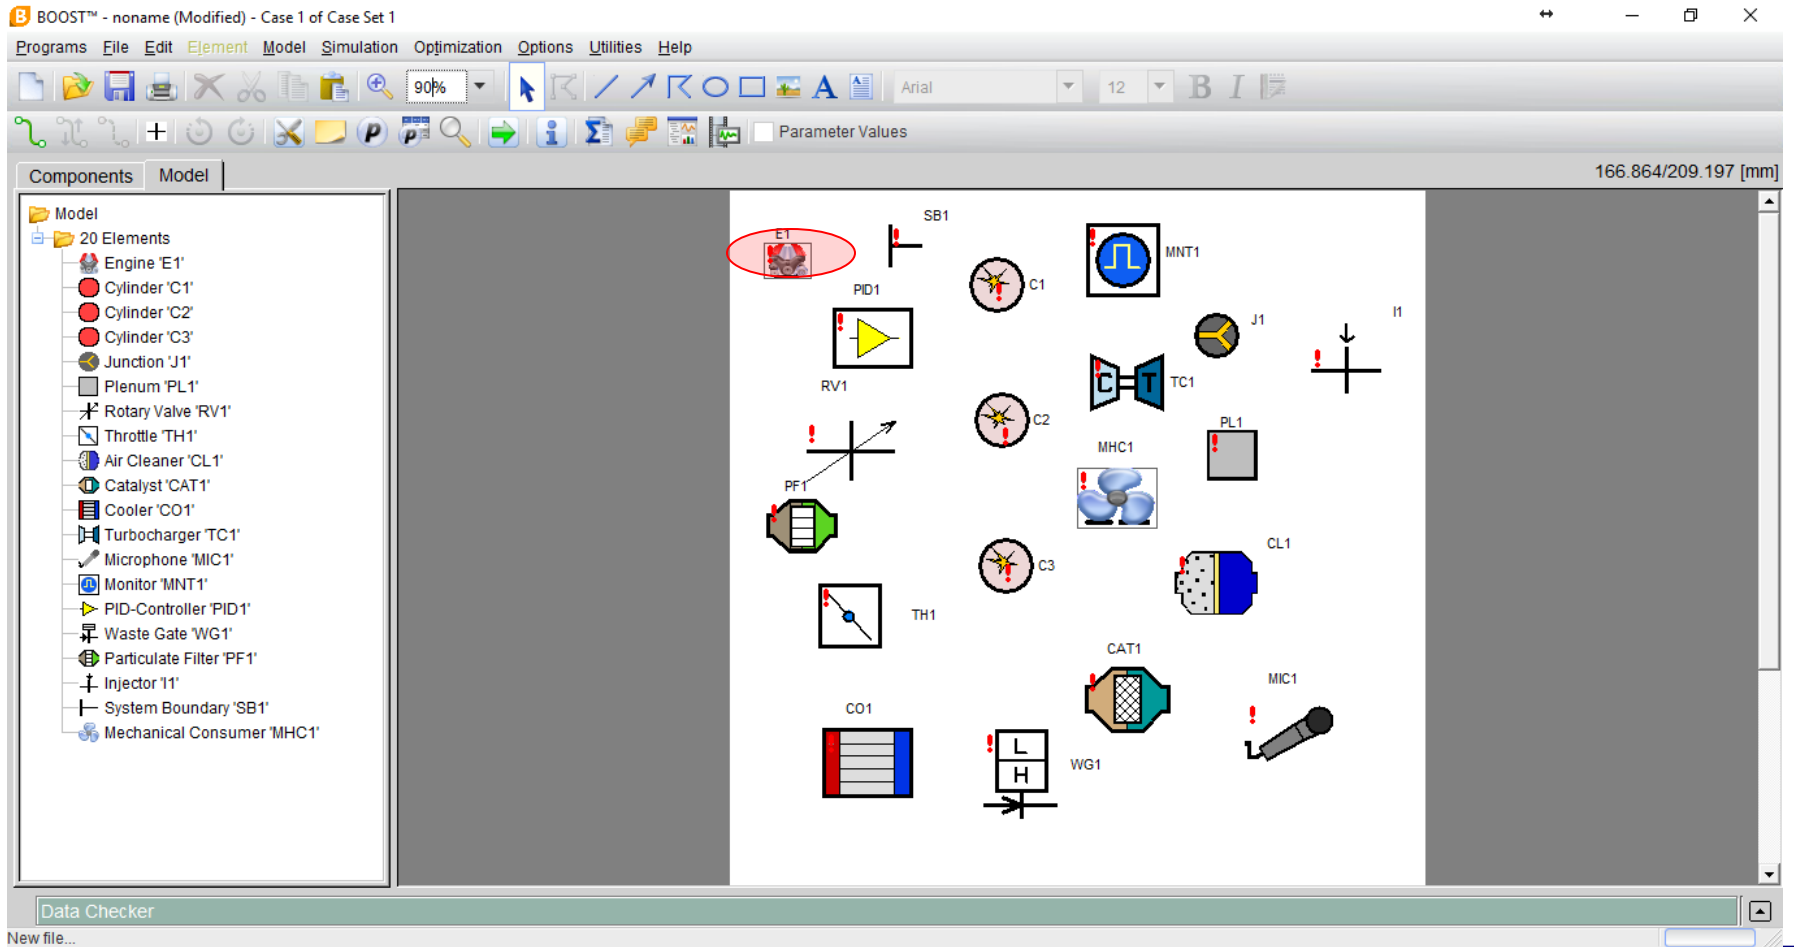 BOOST™ - noname (Modified) - Case 1 of Case Set 1
Programs File Edit Element Model Simulation Optimization Options Utilities Help
90% A Arial 12 B I
P P i Σ Parameter Values
Components Model 166.864/209.197 [mm]
Model
20 Elements
Engine 'E1'
Cylinder 'C1'
Cylinder 'C2'
Cylinder 'C3'
Junction 'J1'
Plenum 'PL1'
Rotary Valve 'RV1'
Throttle 'TH1'
Air Cleaner 'CL1'
Catalyst 'CAT1'
Cooler 'CO1'
Turbocharger 'TC1'
Microphone 'MIC1'
Monitor 'MNT1'
PID-Controller 'PID1'
Waste Gate 'WG1'
Particulate Filter 'PF1'
Injector 'I1'
System Boundary 'SB1'
Mechanical Consumer 'MHC1'
SB1
E1
MNT1
C1
PID1
I1
J1
C T TC1
RV1
C2
PL1
MHC1
PF1
CL1
C3
TH1
CAT1
MIC1
CO1
L
WG1
H
Data Checker
New file...